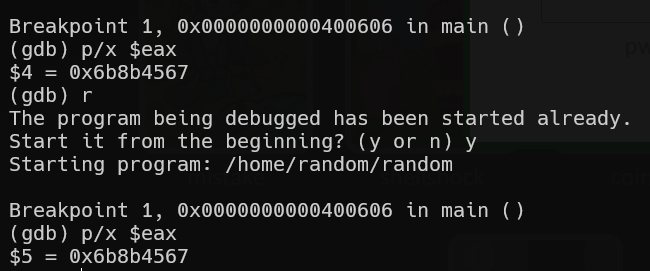 Breakpoint 1, 0x0000000000400606 in main ()
(gdb) p/x $eax
$4 = 0x6b8b4567
(gdb) r
The program being debugged has been started already.
Start it from the beginning? (y or n) y
Starting program: /home/random/random
Breakpoint 1, 0x0000000000400606 in main ()
(gdb) p/x $eax
$5 = 0x6b8b4567